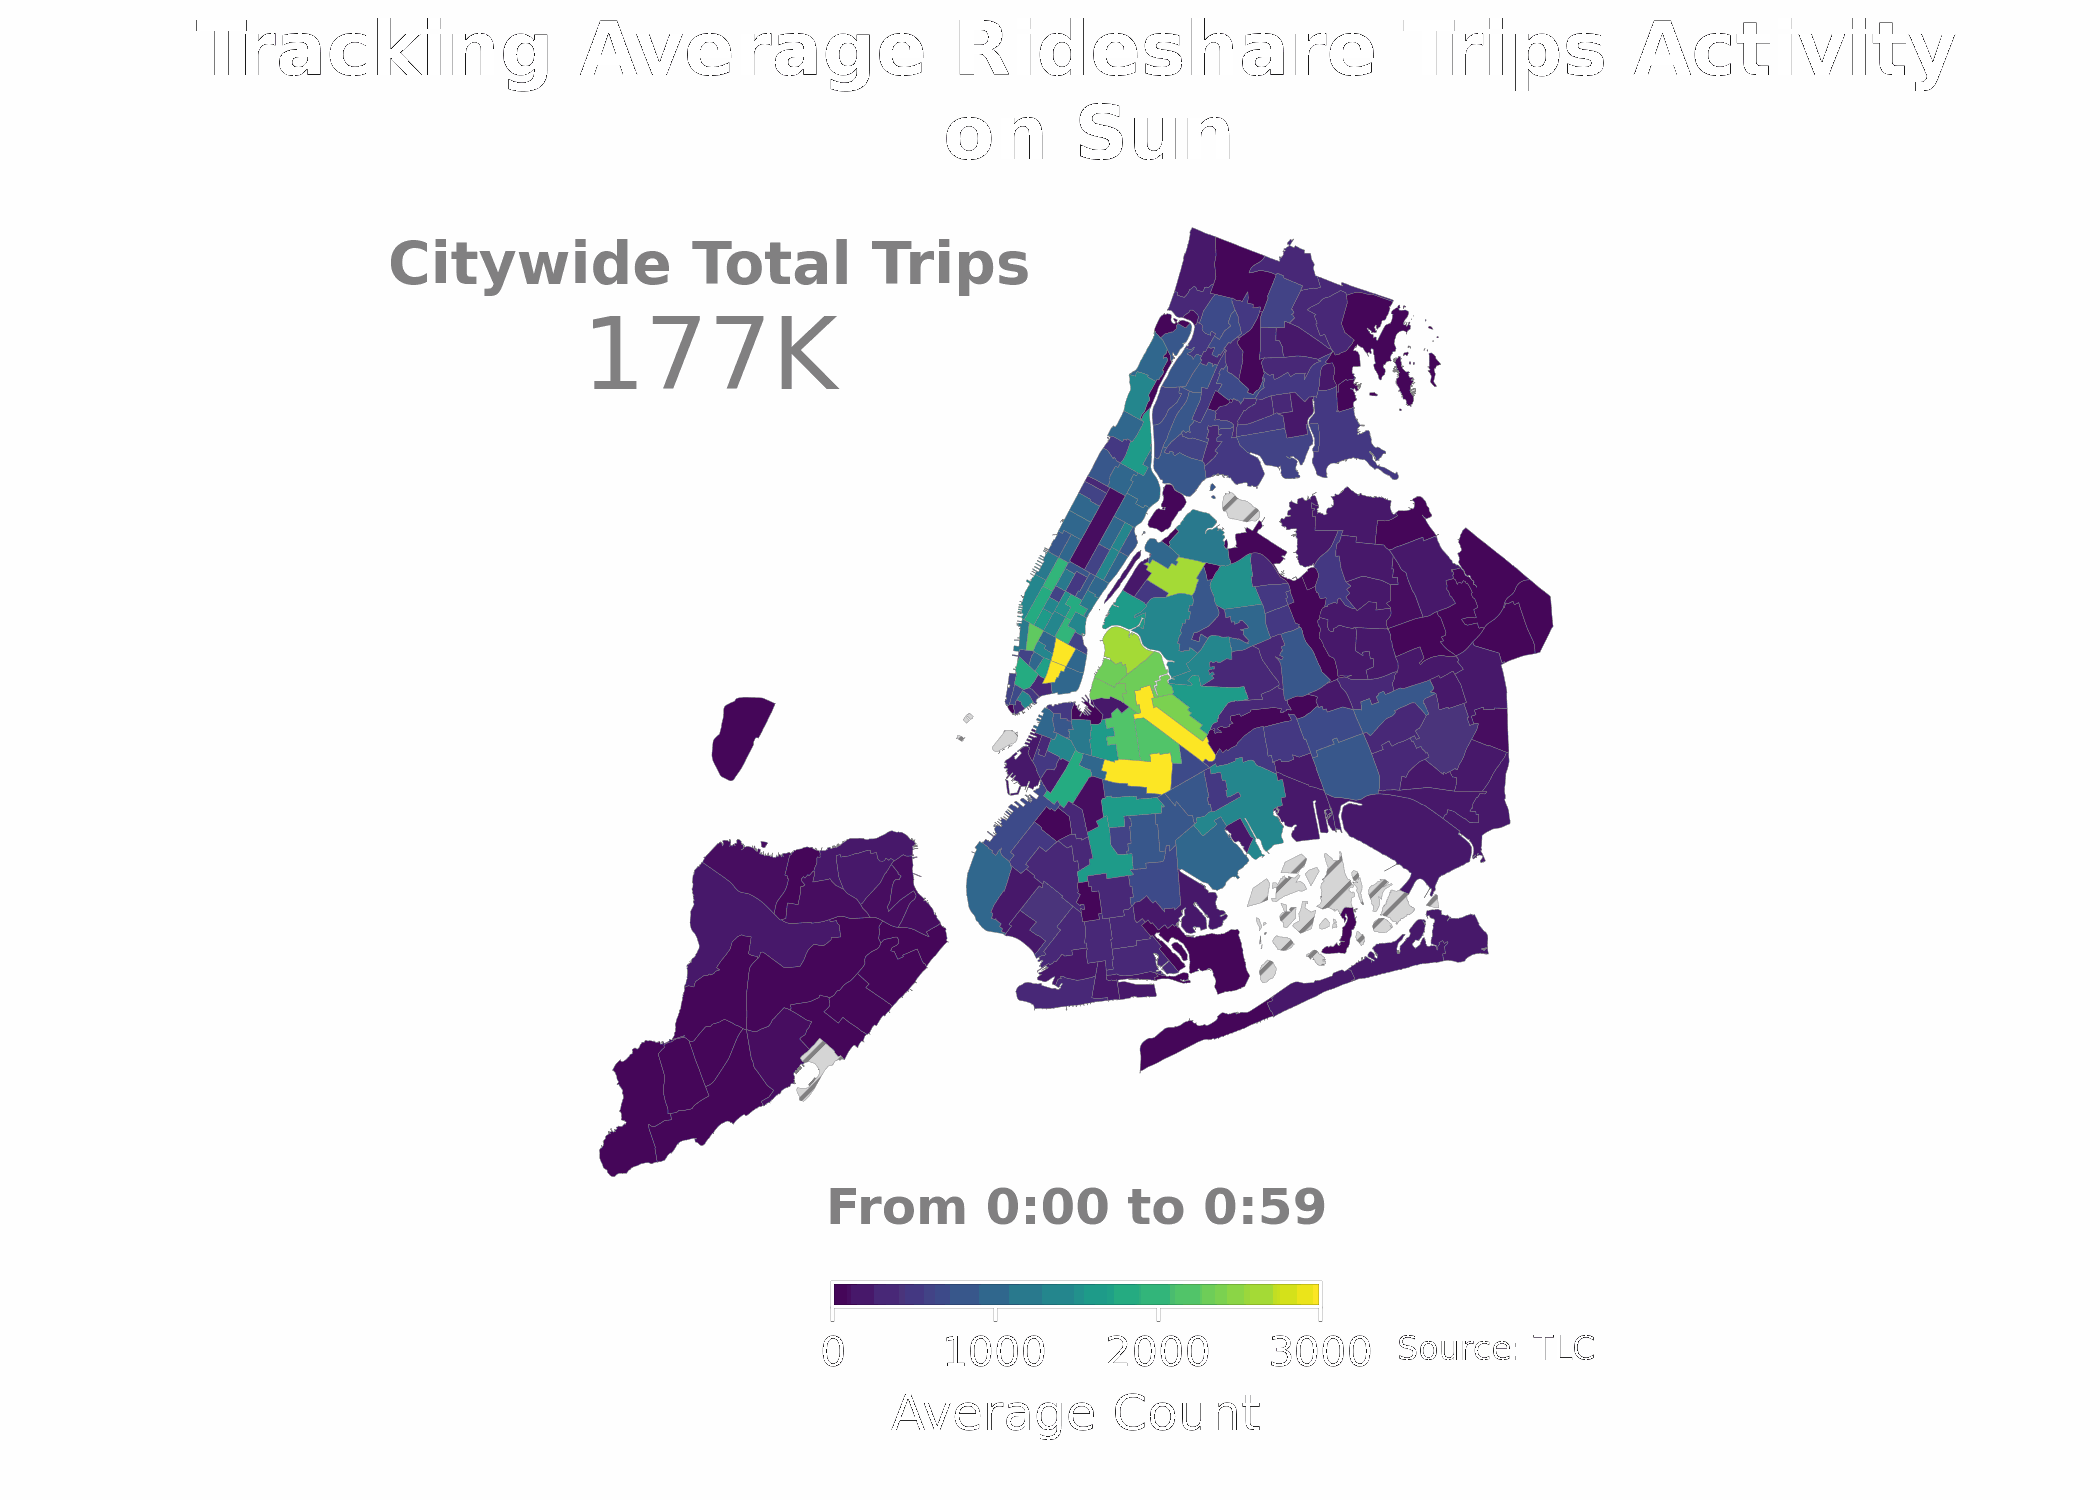 Tracking Average Rideshare Trips Activity
on Sun
Citywide Total Trips
177K
From 0:00 to 0:59
0 1000 2000 3000 Source: TLC
Average Count